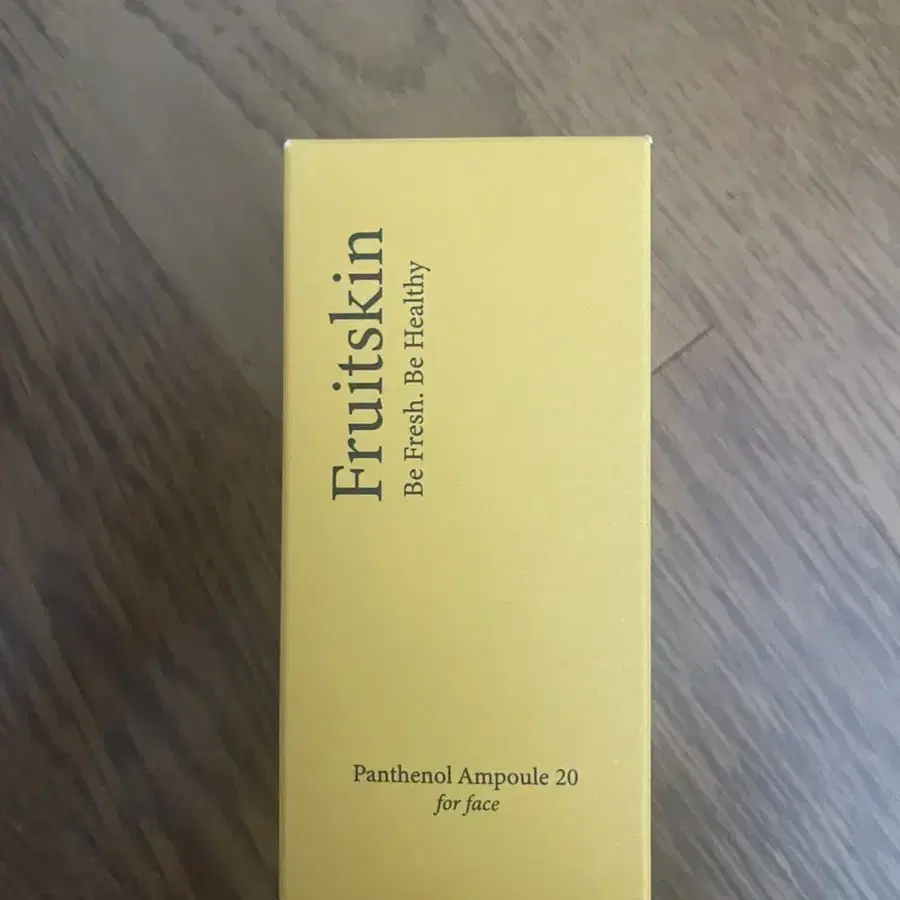 Fruitskin
Be Fresh. Be Healthy
Panthenol Ampoule 20
for face